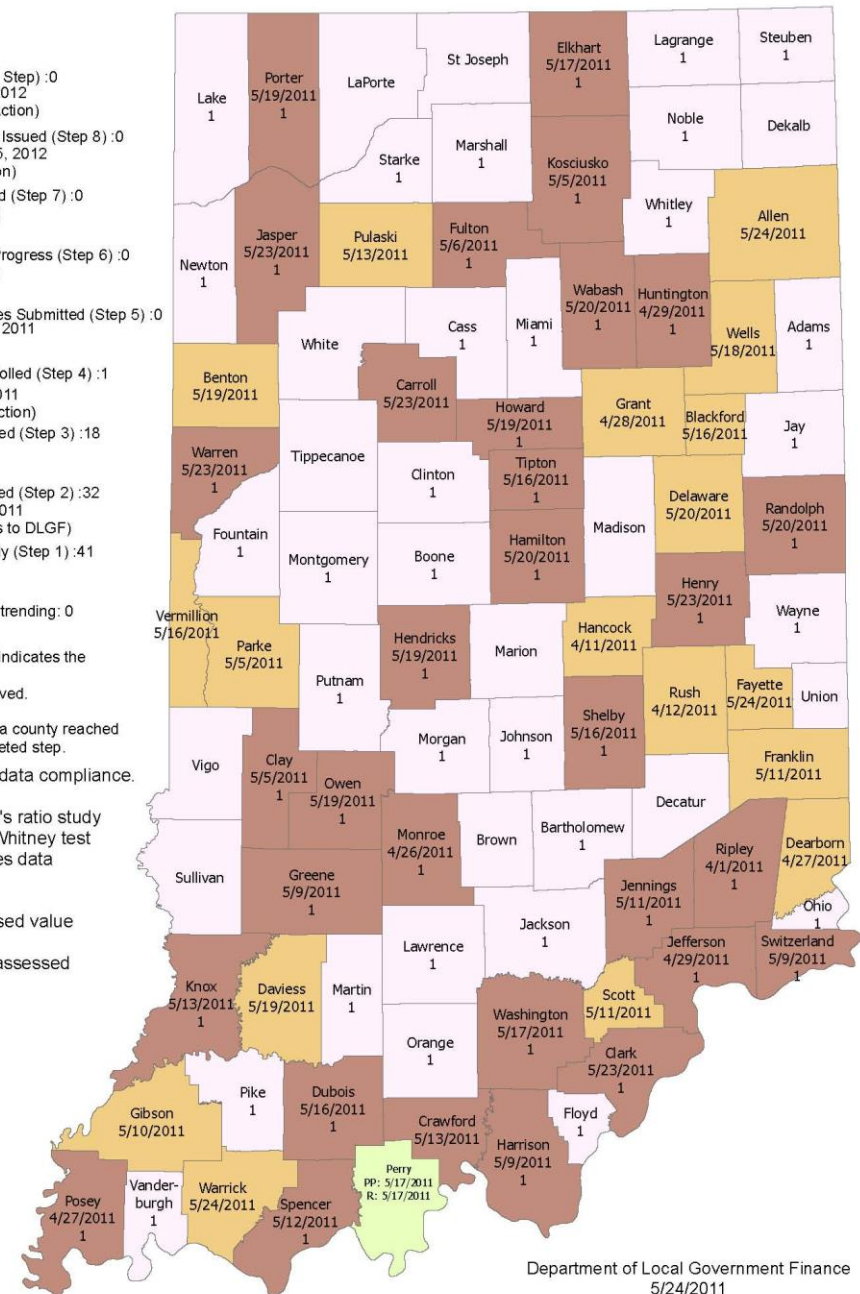 Step) :0
012
ction)
Issued (Step 8) :0
5, 2012
on)
d (Step 7) :0
Progress (Step 6) :0
es Submitted (Step 5) :0
2011
olled (Step 4) :1
011
ction)
ed (Step 3) :18
ed (Step 2) :32
011
s to DLGF)
ly (Step 1) :41
trending: 0
indicates the
ved.
a county reached
eted step.
data compliance.
's ratio study
Whitney test
es data
sed value
assessed
Lake
1
Porter
5/19/2011
1
LaPorte
St Joseph
Elkhart
5/17/2011
1
Lagrange
1
Steuben
1
Noble
1
Dekalb
Starke
1
Marshall
1
Kosciusko
5/5/2011
1
Whitley
1
Allen
5/24/2011
Newton
1
Jasper
5/23/2011
1
Pulaski
5/13/2011
Fulton
5/6/2011
1
Wabash
5/20/2011
1
Huntington
4/29/2011
1
White
Cass
1
Miami
1
Wells
5/18/2011
Adams
1
Benton
5/19/2011
Carroll
5/23/2011
Howard
5/19/2011
1
Grant
4/28/2011
Blackford
5/16/2011
Jay
1
Warren
5/23/2011
1
Tippecanoe
Clinton
1
Tipton
5/16/2011
1
Madison
Delaware
5/20/2011
Randolph
5/20/2011
1
Fountain
1
Montgomery
1
Boone
1
Hamilton
5/20/2011
1
Henry
5/23/2011
1
Wayne
1
Vermillion
5/16/2011
Parke
5/5/2011
Putnam
1
Hendricks
5/19/2011
1
Marion
Hancock
4/11/2011
Rush
4/12/2011
Fayette
5/24/2011
Union
Vigo
Clay
5/5/2011
1
Owen
5/19/2011
1
Morgan
1
Johnson
1
Shelby
5/16/2011
1
Franklin
5/11/2011
Decatur
Sullivan
Greene
5/9/2011
1
Monroe
4/26/2011
1
Brown
Bartholomew
1
Jennings
5/11/2011
1
Ripley
4/1/2011
1
Dearborn
4/27/2011
Ohio
1
Knox
5/13/2011
1
Daviess
5/19/2011
Martin
1
Lawrence
1
Jackson
1
Jefferson
4/29/2011
1
Switzerland
5/9/2011
1
Orange
1
Washington
5/17/2011
1
Scott
5/11/2011
Clark
5/23/2011
1
Gibson
5/10/2011
Pike
1
Dubois
5/16/2011
1
Crawford
5/13/2011
Harrison
5/9/2011
1
Floyd
1
Posey
4/27/2011
1
Vander-
burgh
1
Warrick
5/24/2011
Spencer
5/12/2011
1
Perry
PP: 5/17/2011
R: 5/17/2011
Department of Local Government Finance
5/24/2011